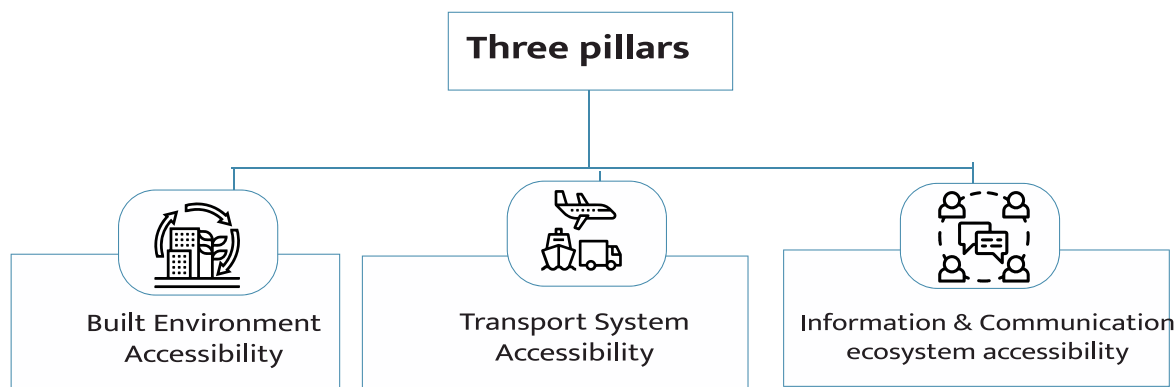 Three pillars
Built Environment
Accessibility
Transport System
Accessibility
Information & Communication
ecosystem accessibility